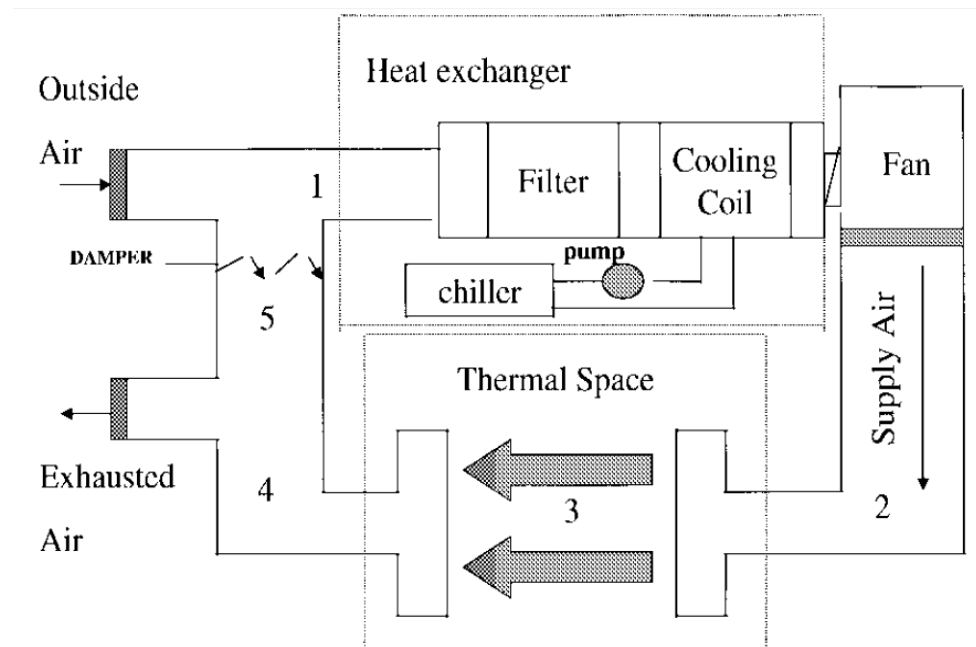 Heat exchanger
Outside
Air
1
Filter
Cooling
Coil
Fan
DAMPER
pump
chiller
5
Thermal Space
Supply Air
Exhausted
Air
4
3
2